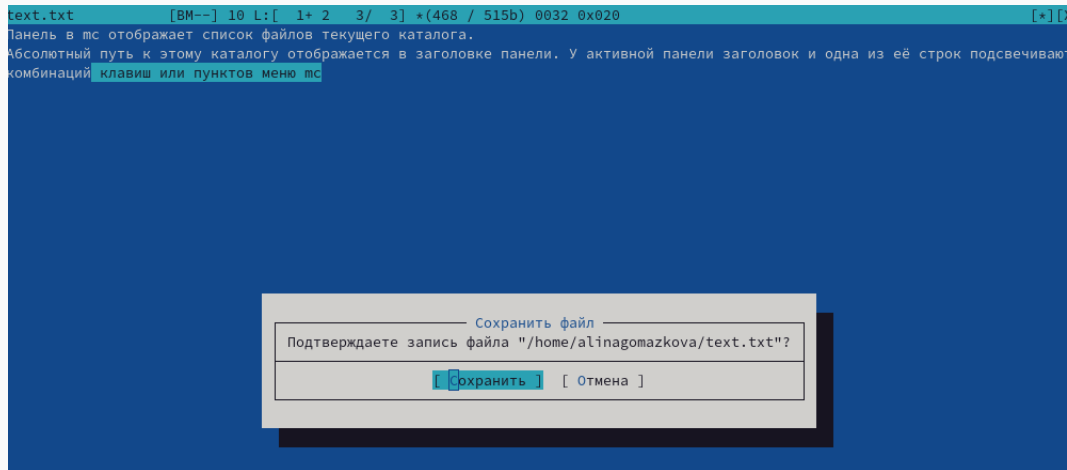 text.txt [BM--] 10 L:[ 1+ 2 3/ 3] *(468 / 515b) 0032 0x020 [*][X
Панель в mc отображает список файлов текущего каталога.
Абсолютный путь к этому каталогу отображается в заголовке панели. У активной панели заголовок и одна из её строк подсвечивают
комбинаций клавиш или пунктов меню mc
Сохранить файл
Подтверждаете запись файла "/home/alinagomazkova/text.txt"?
[ Сохранить ] [ Отмена ]